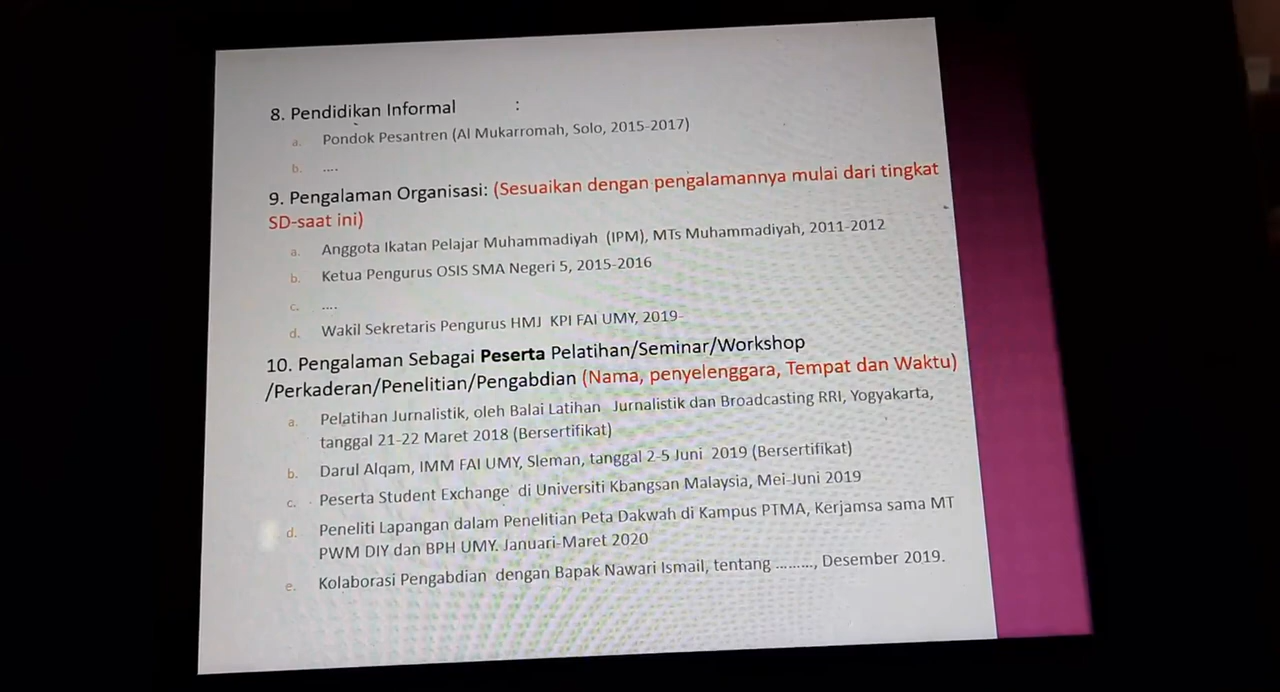 8. Pendidikan Informal :
a. Pondok Pesantren (Al Mukarromah, Solo, 2015-2017)
b. ....
9. Pengalaman Organisasi: (Sesuaikan dengan pengalamannya mulai dari tingkat
SD-saat ini)
a. Anggota Ikatan Pelajar Muhammadiyah (IPM), MTs Muhammadiyah, 2011-2012
b. Ketua Pengurus OSIS SMA Negeri 5, 2015-2016
c. ....
d. Wakil Sekretaris Pengurus HMJ KPI FAI UMY, 2019-
10. Pengalaman Sebagai Peserta Pelatihan/Seminar/Workshop
/Perkaderan/Penelitian/Pengabdian (Nama, penyelenggara, Tempat dan Waktu)
a. Pelatihan Jurnalistik, oleh Balai Latihan Jurnalistik dan Broadcasting RRI, Yogyakarta,
tanggal 21-22 Maret 2018 (Bersertifikat)
b. Darul Alqam, IMM FAI UMY, Sleman, tanggal 2-5 Juni 2019 (Bersertifikat)
c. Peserta Student Exchange di Universiti Kbangsan Malaysia, Mei-Juni 2019
d. Peneliti Lapangan dalam Penelitian Peta Dakwah di Kampus PTMA, Kerjamsa sama MT
PWM DIY dan BPH UMY. Januari-Maret 2020
e. Kolaborasi Pengabdian dengan Bapak Nawari Ismail, tentang ........., Desember 2019.